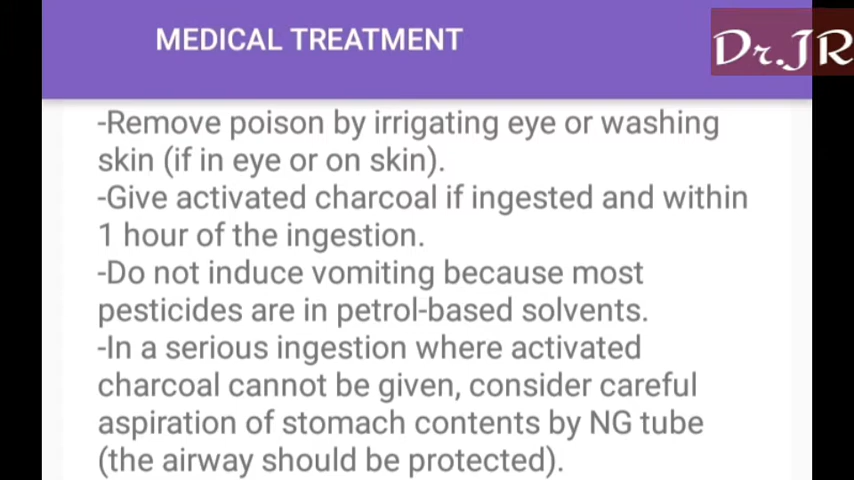 MEDICAL TREATMENT
Dr.JR
-Remove poison by irrigating eye or washing
skin (if in eye or on skin).
-Give activated charcoal if ingested and within
1 hour of the ingestion.
-Do not induce vomiting because most
pesticides are in petrol-based solvents.
-In a serious ingestion where activated
charcoal cannot be given, consider careful
aspiration of stomach contents by NG tube
(the airway should be protected).